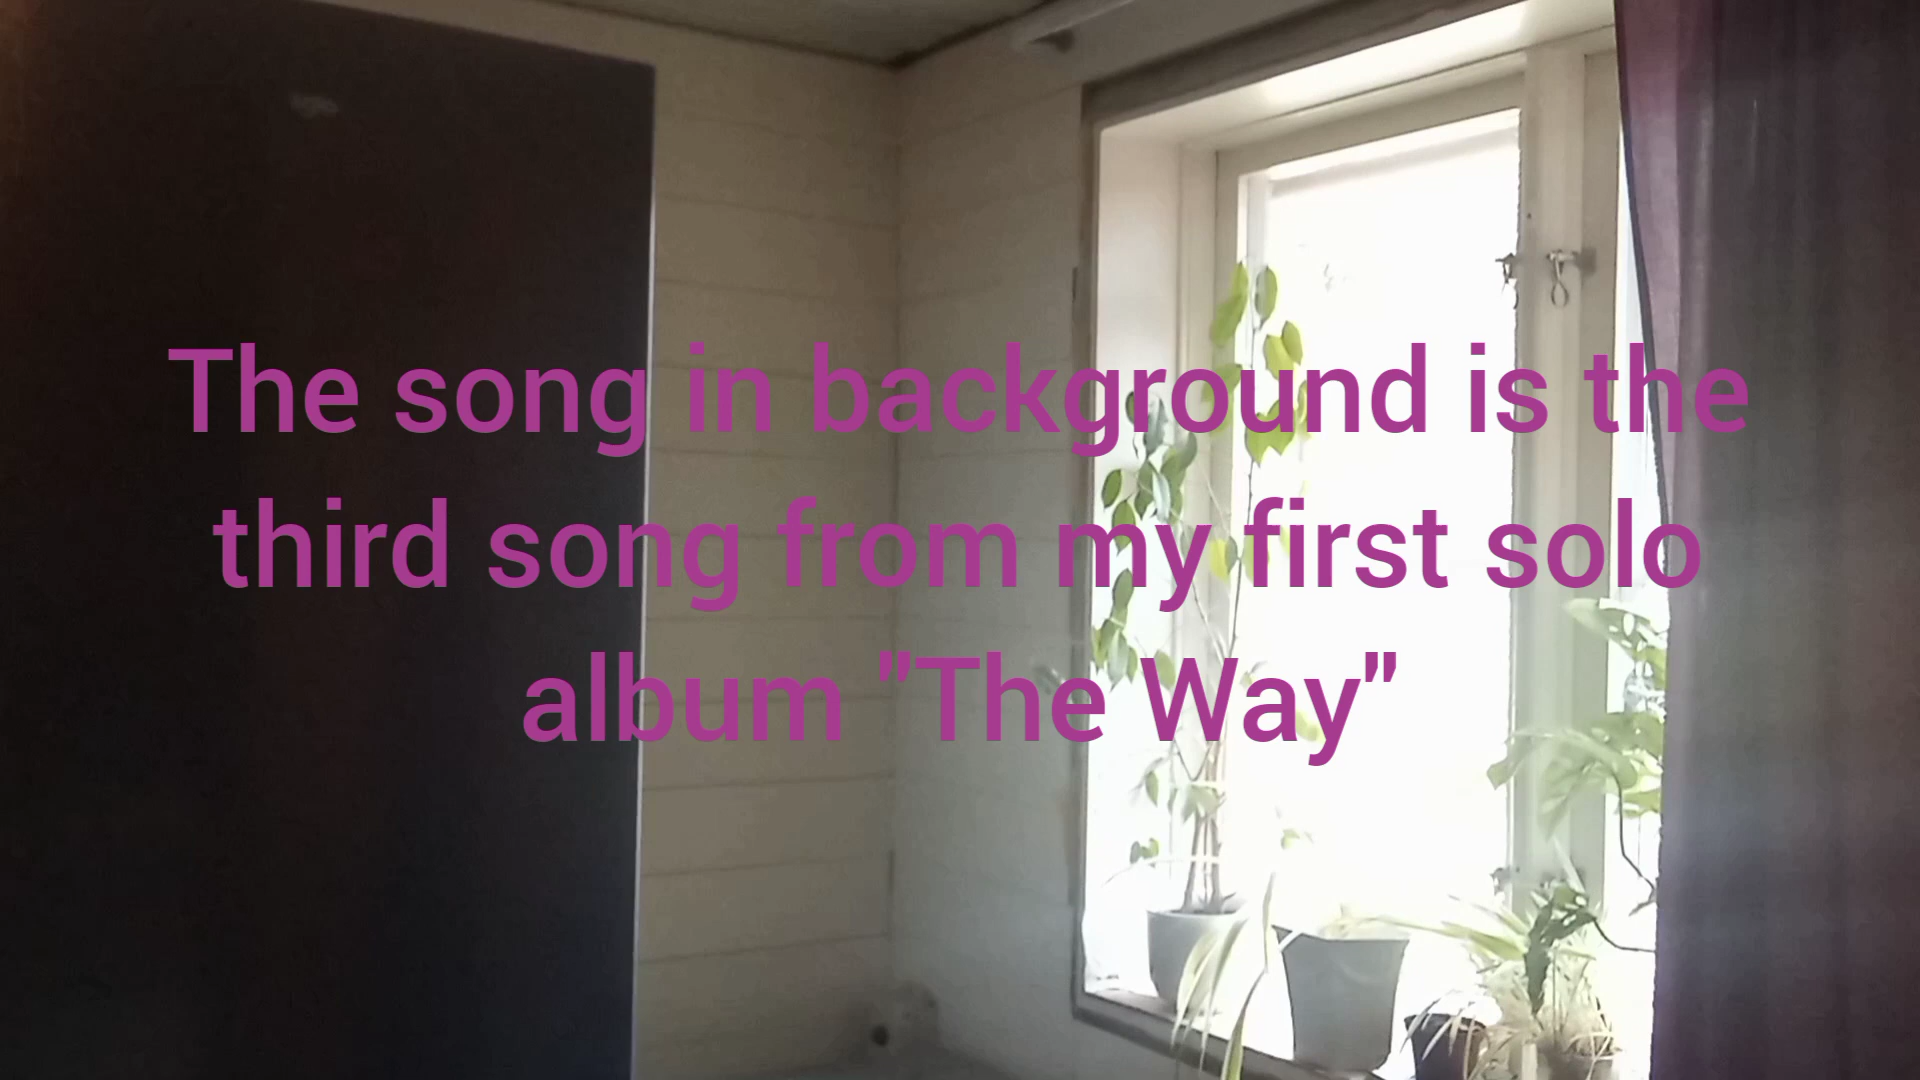 The song in background is the
third song from my first solo
album "The Way"